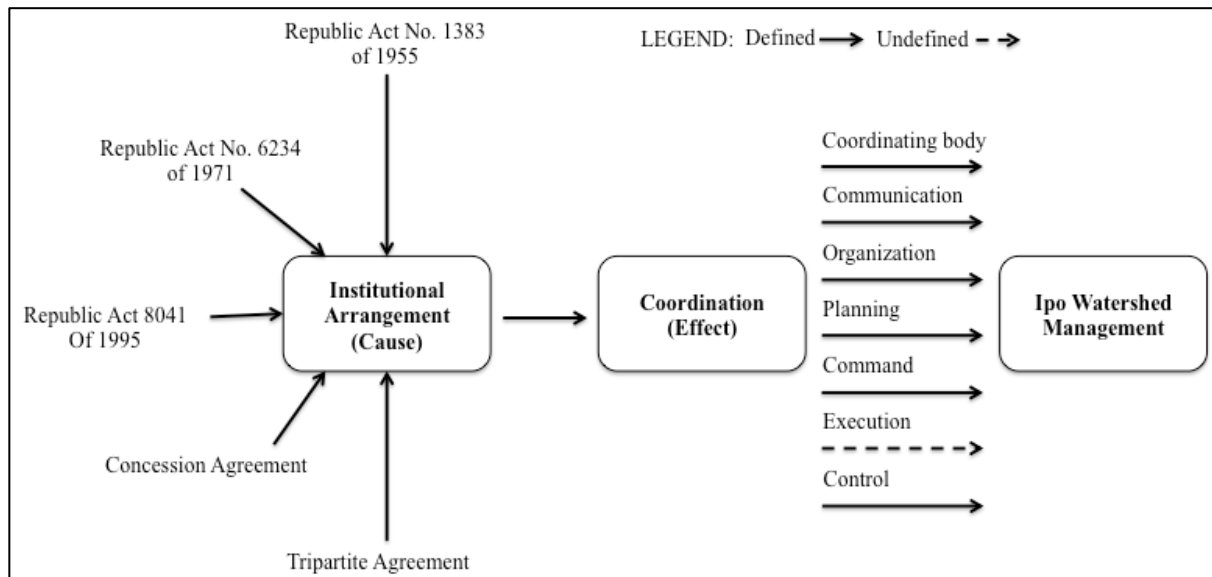 Republic Act No. 1383
of 1955
LEGEND: Defined Undefined
Republic Act No. 6234
of 1971
Coordinating body
Communication
Organization
Planning
Command
Execution
Control
Republic Act 8041
Of 1995
Institutional
Arrangement
(Cause)
Coordination
(Effect)
Ipo Watershed
Management
Concession Agreement
Tripartite Agreement